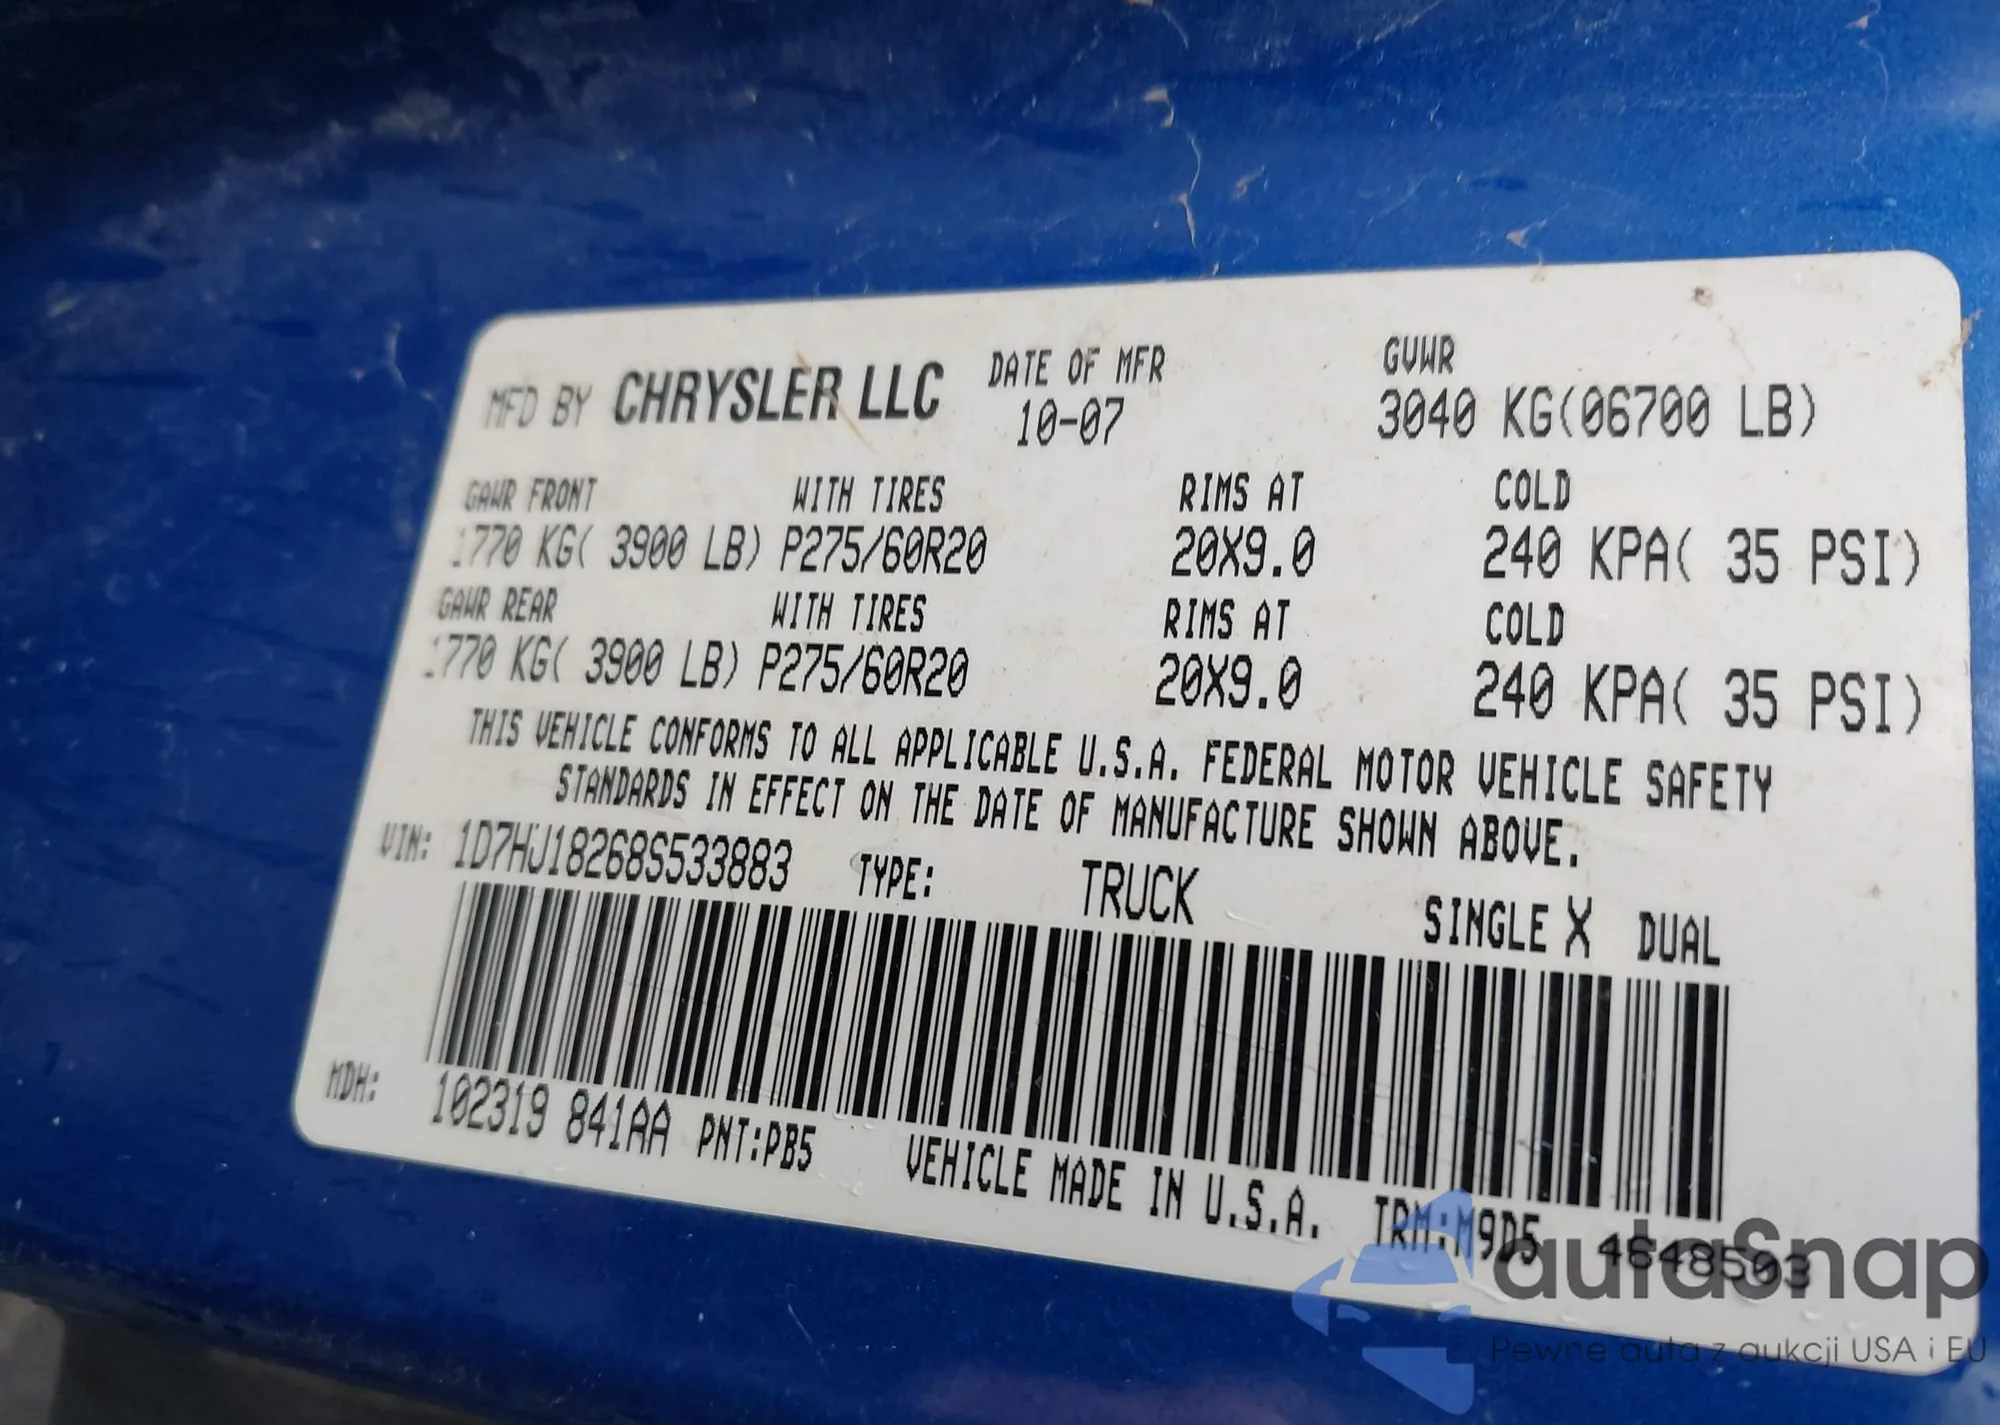 MFD BY CHRYSLER LLC DATE OF MFR GVWR
10-07 3040 KG(06700 LB)
GAWR FRONT WITH TIRES RIMS AT COLD
1770 KG( 3900 LB) P275/60R20 20X9.0 240 KPA( 35 PSI)
GAWR REAR WITH TIRES RIMS AT COLD
1770 KG( 3900 LB) P275/60R20 20X9.0 240 KPA( 35 PSI)
THIS VEHICLE CONFORMS TO ALL APPLICABLE U.S.A. FEDERAL MOTOR VEHICLE SAFETY
STANDARDS IN EFFECT ON THE DATE OF MANUFACTURE SHOWN ABOVE.
VIN: 1D7HJ18268S533883 TYPE: TRUCK SINGLE X DUAL
MDH: 102319 841AA PNT:PB5 VEHICLE MADE IN U.S.A. TRM:M9D5 4648503
autaSnap
Pewne auta z aukcji USA i EU